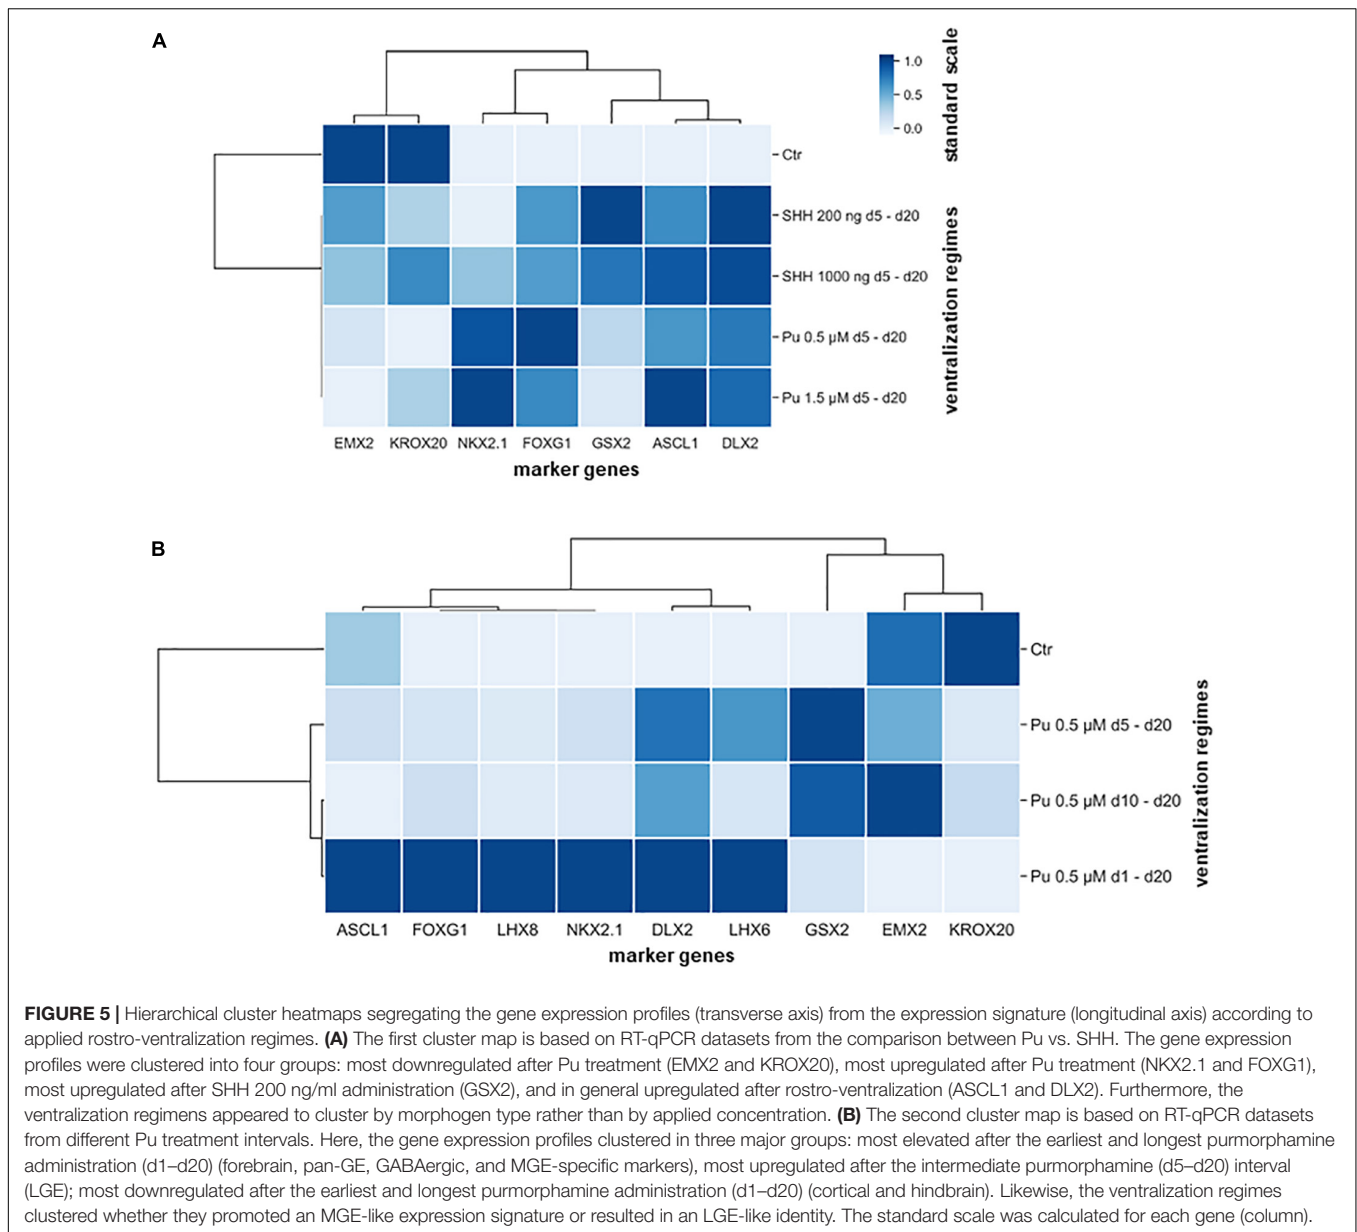 A
standard scale
1.0
0.5
0.0
Ctr
SHH 200 ng d5 - d20
SHH 1000 ng d5 - d20
Pu 0.5 µM d5 - d20
Pu 1.5 µM d5 - d20
ventralization regimes
EMX2 KROX20 NKX2.1 FOXG1 GSX2 ASCL1 DLX2
marker genes
B
Ctr
Pu 0.5 µM d5 - d20
Pu 0.5 µM d10 - d20
Pu 0.5 µM d1 - d20
ventralization regimes
ASCL1 FOXG1 LHX8 NKX2.1 DLX2 LHX6 GSX2 EMX2 KROX20
marker genes
FIGURE 5 | Hierarchical cluster heatmaps segregating the gene expression profiles (transverse axis) from the expression signature (longitudinal axis) according to
applied rostro-ventralization regimes. (A) The first cluster map is based on RT-qPCR datasets from the comparison between Pu vs. SHH. The gene expression
profiles were clustered into four groups: most downregulated after Pu treatment (EMX2 and KROX20), most upregulated after Pu treatment (NKX2.1 and FOXG1),
most upregulated after SHH 200 ng/ml administration (GSX2), and in general upregulated after rostro-ventralization (ASCL1 and DLX2). Furthermore, the
ventralization regimens appeared to cluster by morphogen type rather than by applied concentration. (B) The second cluster map is based on RT-qPCR datasets
from different Pu treatment intervals. Here, the gene expression profiles clustered in three major groups: most elevated after the earliest and longest purmorphamine
administration (d1–d20) (forebrain, pan-GE, GABAergic, and MGE-specific markers), most upregulated after the intermediate purmorphamine (d5–d20) interval
(LGE); most downregulated after the earliest and longest purmorphamine administration (d1–d20) (cortical and hindbrain). Likewise, the ventralization regimes
clustered whether they promoted an MGE-like expression signature or resulted in an LGE-like identity. The standard scale was calculated for each gene (column).